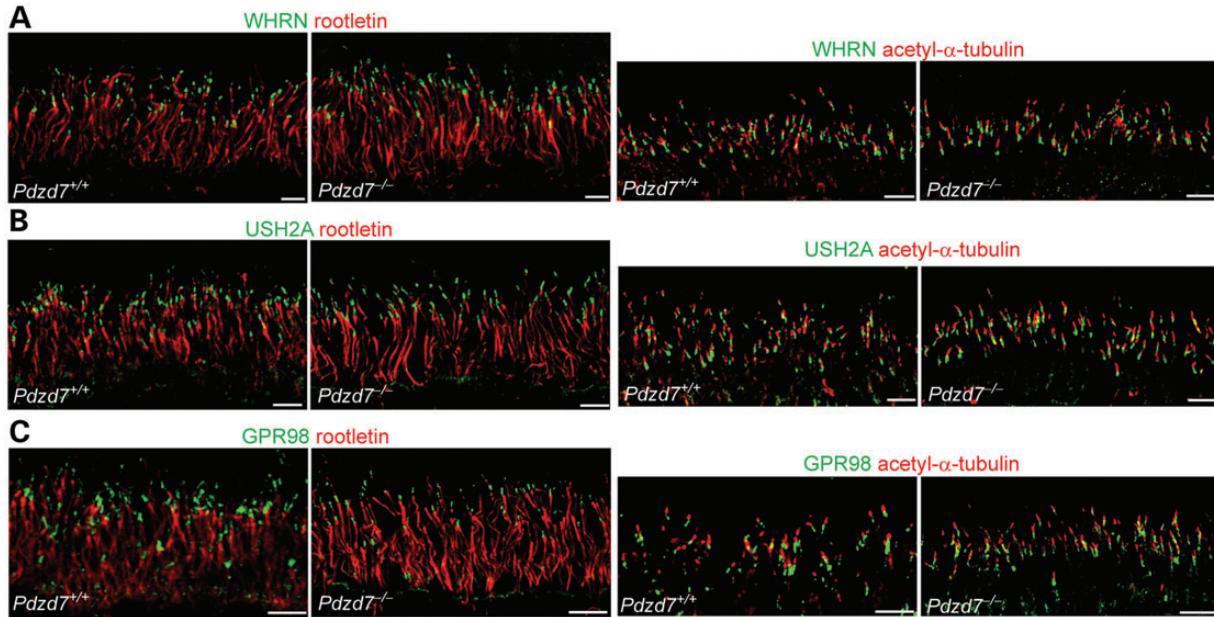 A
WHRN rootletin
WHRN acetyl-α-tubulin
Pdzd7+/+
Pdzd7−/−
Pdzd7+/+
Pdzd7−/−
B
USH2A rootletin
USH2A acetyl-α-tubulin
Pdzd7+/+
Pdzd7−/−
Pdzd7+/+
Pdzd7−/−
C
GPR98 rootletin
GPR98 acetyl-α-tubulin
Pdzd7+/+
Pdzd7−/−
Pdzd7+/+
Pdzd7−/−